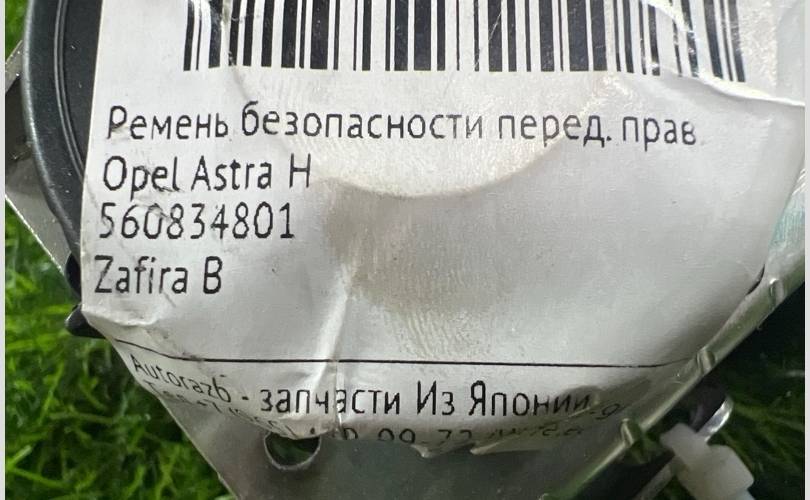 Ремень безопасности перед. прав
Opel Astra H
560834801
Zafira B
Autorazb - запчасти Из Японии